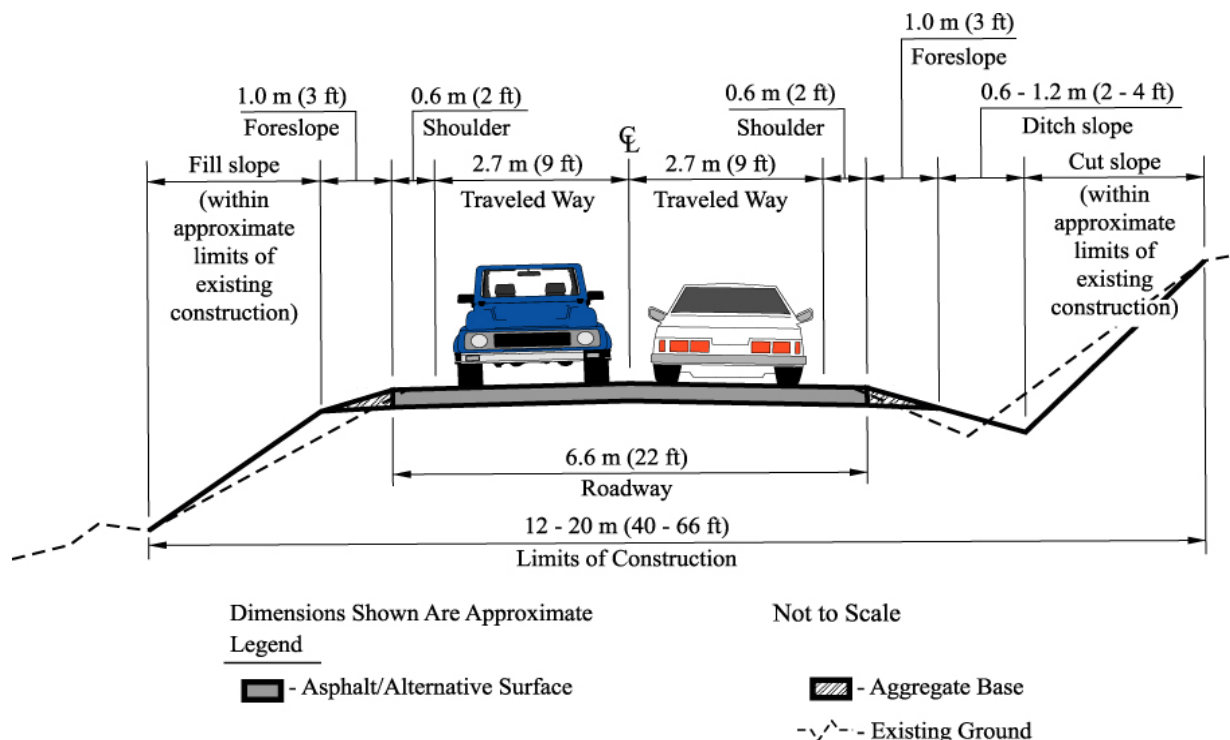 1.0 m (3 ft)
Foreslope
1.0 m (3 ft)
Foreslope
0.6 m (2 ft)
Shoulder
0.6 m (2 ft)
Shoulder
0.6 - 1.2 m (2 - 4 ft)
Ditch slope
℄
Fill slope
(within
approximate
limits of
existing
construction)
2.7 m (9 ft)
Traveled Way
2.7 m (9 ft)
Traveled Way
Cut slope
(within
approximate
limits of
existing
construction)
6.6 m (22 ft)
Roadway
12 - 20 m (40 - 66 ft)
Limits of Construction
Dimensions Shown Are Approximate
Not to Scale
Legend
- Asphalt/Alternative Surface
- Aggregate Base
- Existing Ground